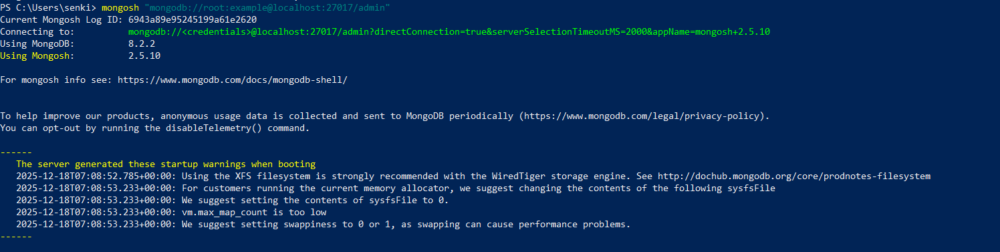 PS C:\Users\senki> mongosh "mongodb://root:example@localhost:27017/admin"
Current Mongosh Log ID: 6943a89e95245199a61e2620
Connecting to:          mongodb://<credentials>@localhost:27017/admin?directConnection=true&serverSelectionTimeoutMS=2000&appName=mongosh+2.5.10
Using MongoDB:          8.2.2
Using Mongosh:          2.5.10
For mongosh info see: https://www.mongodb.com/docs/mongodb-shell/
To help improve our products, anonymous usage data is collected and sent to MongoDB periodically (https://www.mongodb.com/legal/privacy-policy).
You can opt-out by running the disableTelemetry() command.
------
   The server generated these startup warnings when booting
   2025-12-18T07:08:52.785+00:00: Using the XFS filesystem is strongly recommended with the WiredTiger storage engine. See http://dochub.mongodb.org/core/prodnotes-filesystem
   2025-12-18T07:08:53.233+00:00: For customers running the current memory allocator, we suggest changing the contents of the following sysfsFile
   2025-12-18T07:08:53.233+00:00: We suggest setting the contents of sysfsFile to 0.
   2025-12-18T07:08:53.233+00:00: vm.max_map_count is too low
   2025-12-18T07:08:53.233+00:00: We suggest setting swappiness to 0 or 1, as swapping can cause performance problems.
------